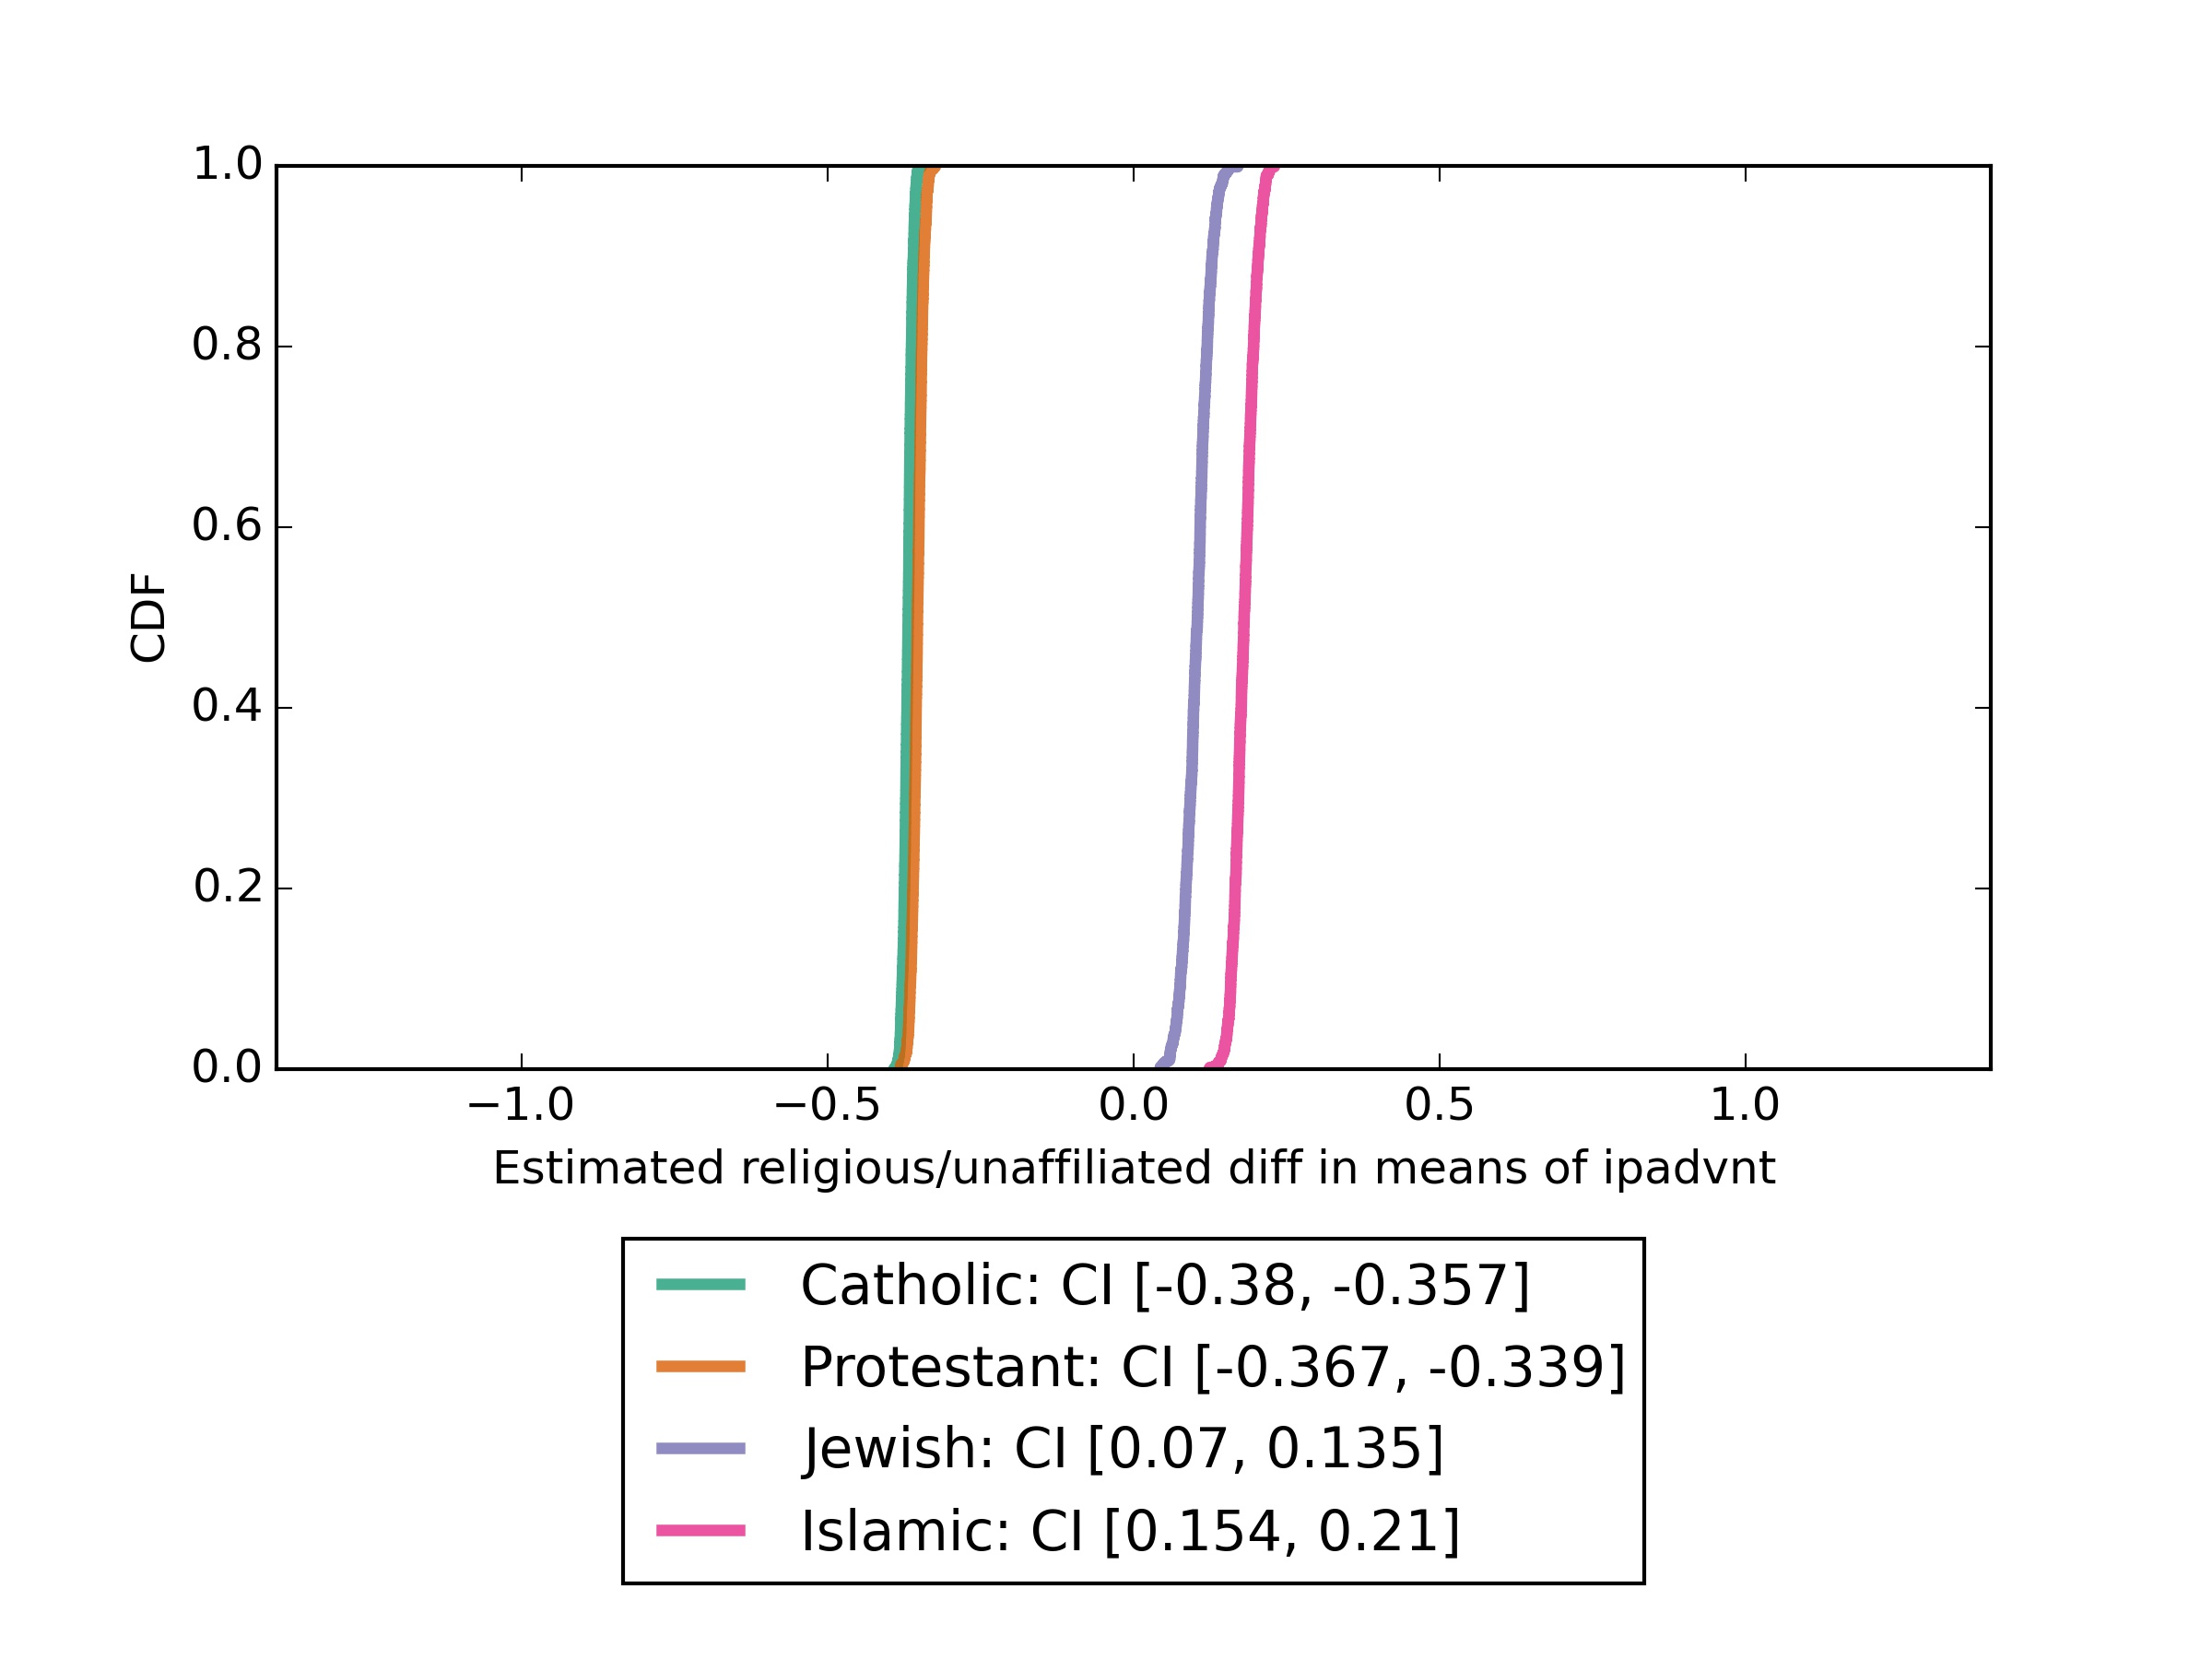 1.0
0.8
0.6
0.4
0.2
0.0
CDF
−1.0 −0.5 0.0 0.5 1.0
Estimated religious/unaffiliated diff in means of ipadvnt
Catholic: CI [-0.38, -0.357]
Protestant: CI [-0.367, -0.339]
Jewish: CI [0.07, 0.135]
Islamic: CI [0.154, 0.21]